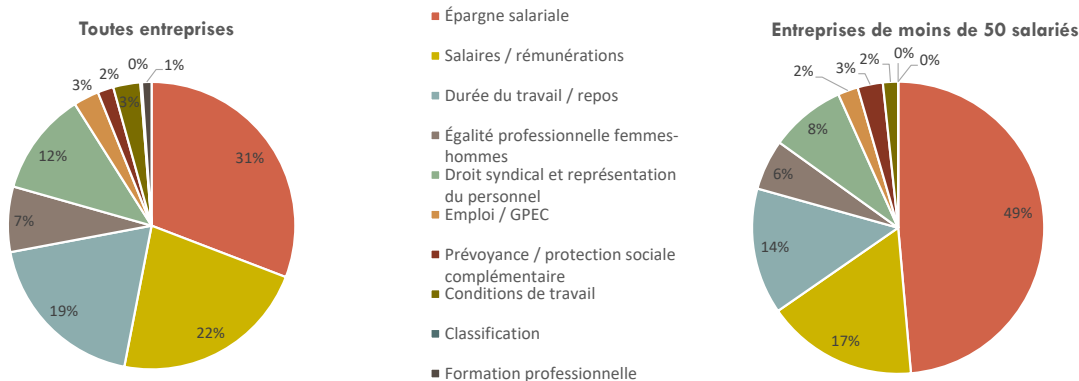 Toutes entreprises
31%
22%
19%
7%
12%
3%
2%
3%
0%
1%
Épargne salariale
Salaires / rémunérations
Durée du travail / repos
Égalité professionnelle femmes-
hommes
Droit syndical et représentation
du personnel
Emploi / GPEC
Prévoyance / protection sociale
complémentaire
Conditions de travail
Classification
Formation professionnelle
Entreprises de moins de 50 salariés
49%
17%
14%
6%
8%
2%
3%
2%
0%
0%